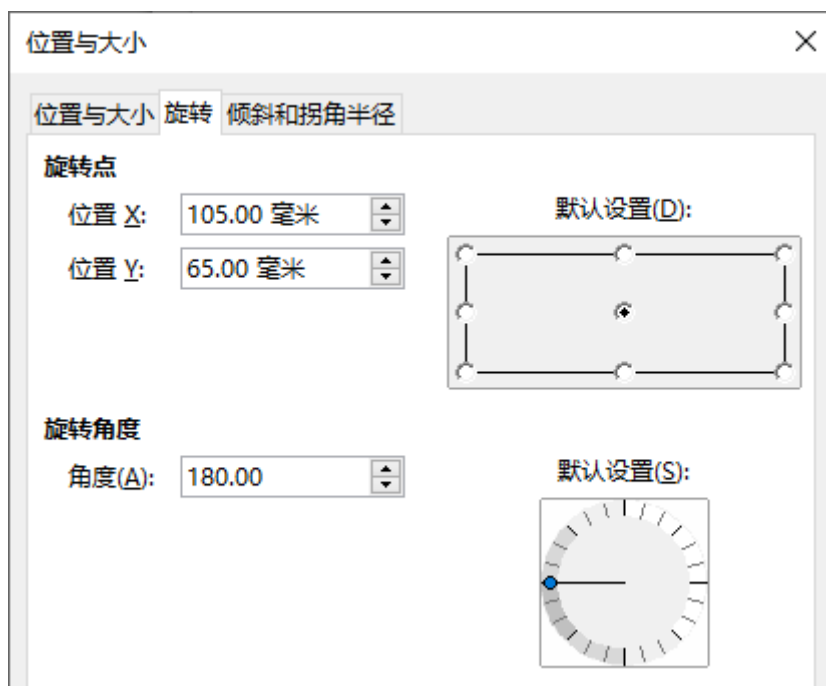 位置与大小
位置与大小 旋转 倾斜和拐角半径
旋转点
位置 X: 105.00 毫米
默认设置(D):
位置 Y: 65.00 毫米
旋转角度
角度(A): 180.00
默认设置(S):